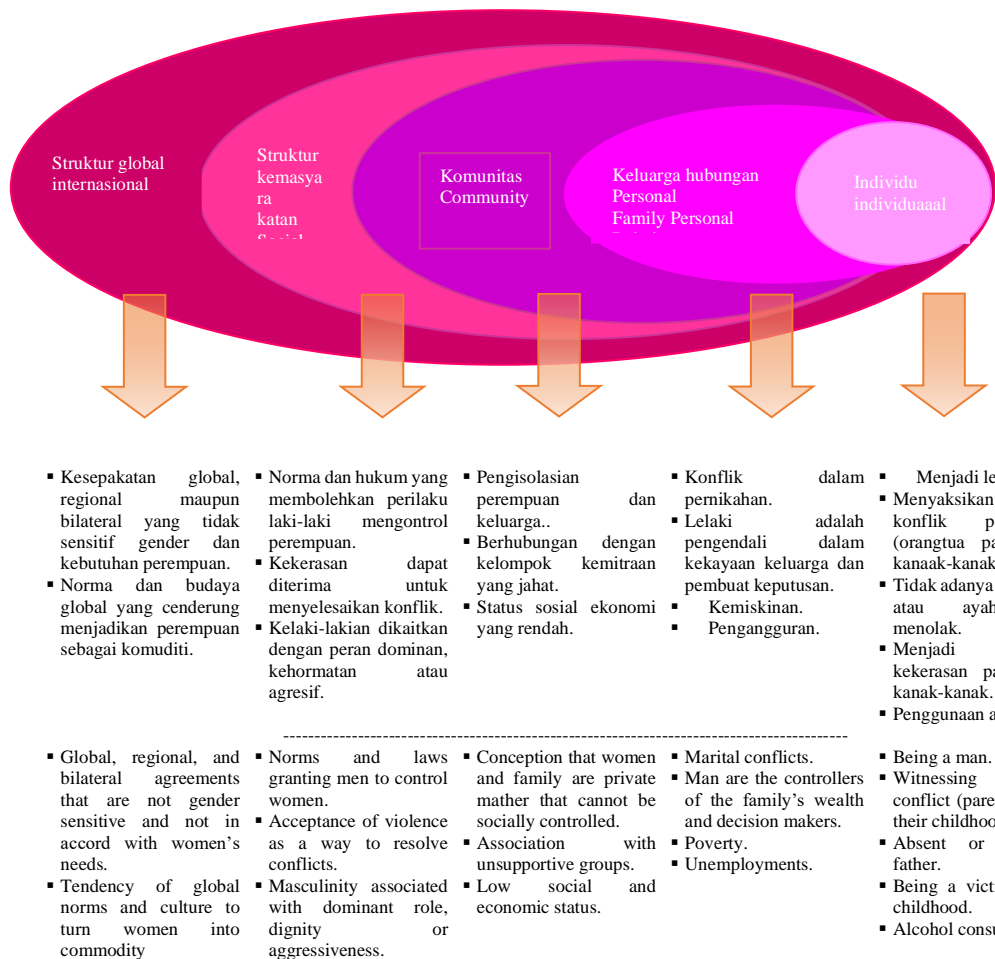 Struktur global
internasional
Struktur
kemasya
ra
katan
Komunitas
Community
Keluarga hubungan
Personal
Family Personal
Individu
individuaaal
▪ Kesepakatan global,
regional maupun
bilateral yang tidak
sensitif gender dan
kebutuhan perempuan.
▪ Norma dan budaya
global yang cenderung
menjadikan perempuan
sebagai komuditi.
▪ Norma dan hukum yang
membolehkan perilaku
laki-laki mengontrol
perempuan.
▪ Kekerasan dapat
diterima untuk
menyelesaikan konflik.
▪ Kelaki-lakian dikaitkan
dengan peran dominan,
kehormatan atau
agresif.
▪ Pengisolasian
perempuan dan
keluarga..
▪ Berhubungan dengan
kelompok kemitraan
yang jahat.
▪ Status sosial ekonomi
yang rendah.
▪ Konflik dalam
pernikahan.
▪ Lelaki adalah
pengendali dalam
kekayaan keluarga dan
pembuat keputusan.
▪ Kemiskinan.
▪ Pengangguran.
▪ Menjadi
▪ Menyaksikan
konflik
(orangtua
kanaak-kanak
▪ Tidak adanya
atau
menolak.
▪ Menjadi
kekerasan
kanak-kanak.
▪ Penggunaan
------------------------------------------------------------------------------------------
▪ Global, regional, and
bilateral agreements
that are not gender
sensitive and not in
accord with women's
needs.
▪ Tendency of global
norms and culture to
turn women into
commodity
▪ Norms and laws
granting men to control
women.
▪ Acceptance of violence
as a way to resolve
conflicts.
▪ Masculinity associated
with dominant role,
dignity or
aggressiveness.
▪ Conception that women
and family are private
mather that cannot be
socially controlled.
▪ Association with
unsupportive groups.
▪ Low social and
economic status.
▪ Marital conflicts.
▪ Man are the controllers
of the family's wealth
and decision makers.
▪ Poverty.
▪ Unemployments.
▪ Being a man.
▪ Witnessing
conflict
their
▪ Absent or
father.
▪ Being a
childhood.
▪ Alcohol